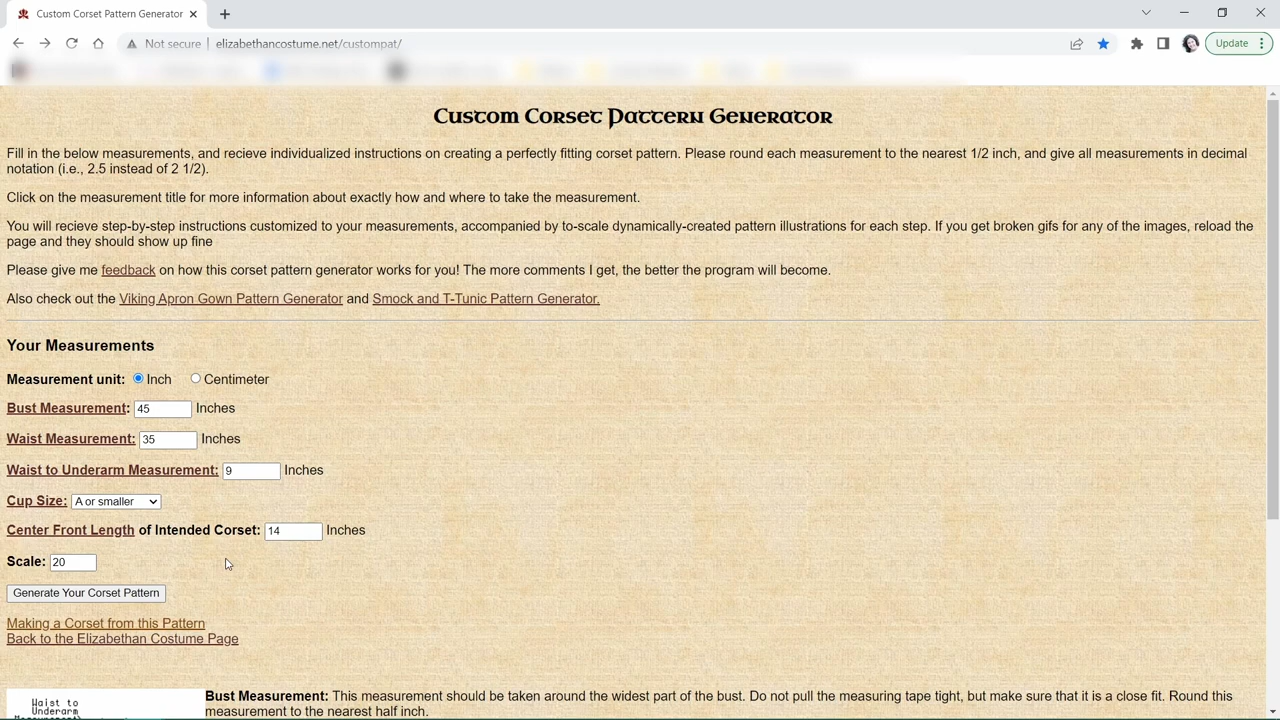 Custom Corset Pattern Generator
Not secure
elizabethancostume.net/custompat/
Update
Custom Corset Pattern Generator
Fill in the below measurements, and recieve individualized instructions on creating a perfectly fitting corset pattern. Please round each measurement to the nearest 1/2 inch, and give all measurements in decimal
notation (i.e., 2.5 instead of 2 1/2).
Click on the measurement title for more information about exactly how and where to take the measurement.
You will recieve step-by-step instructions customized to your measurements, accompanied by to-scale dynamically-created pattern illustrations for each step. If you get broken gifs for any of the images, reload the
page and they should show up fine
Please give me feedback on how this corset pattern generator works for you! The more comments I get, the better the program will become.
Also check out the Viking Apron Gown Pattern Generator and Smock and T-Tunic Pattern Generator.
Your Measurements
Measurement unit: Inch Centimeter
Bust Measurement: 45 Inches
Waist Measurement: 35 Inches
Waist to Underarm Measurement: 9 Inches
Cup Size: A or smaller
Center Front Length of Intended Corset: 14 Inches
Scale: 20
Generate Your Corset Pattern
Making a Corset from this Pattern
Back to the Elizabethan Costume Page
Waist to
Underarm
Bust Measurement: This measurement should be taken around the widest part of the bust. Do not pull the measuring tape tight, but make sure that it is a close fit. Round this
measurement to the nearest half inch.